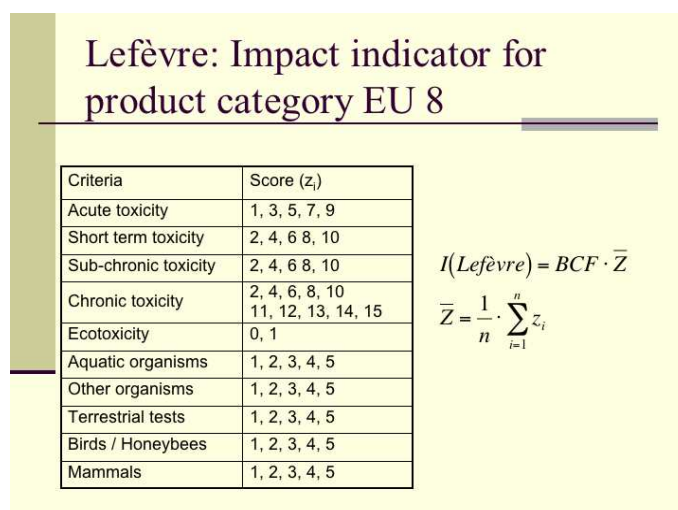 Lefèvre: Impact indicator for
product category EU 8
Criteria Score (zᵢ)
Acute toxicity 1, 3, 5, 7, 9
Short term toxicity 2, 4, 6 8, 10
Sub-chronic toxicity 2, 4, 6 8, 10
Chronic toxicity 2, 4, 6, 8, 10
11, 12, 13, 14, 15
Ecotoxicity 0, 1
Aquatic organisms 1, 2, 3, 4, 5
Other organisms 1, 2, 3, 4, 5
Terrestrial tests 1, 2, 3, 4, 5
Birds / Honeybees 1, 2, 3, 4, 5
Mammals 1, 2, 3, 4, 5
I(Lefèvre) = BCF · Z̅
Z̅ = 1/n · ∑ᵢ₌₁ⁿ zᵢ